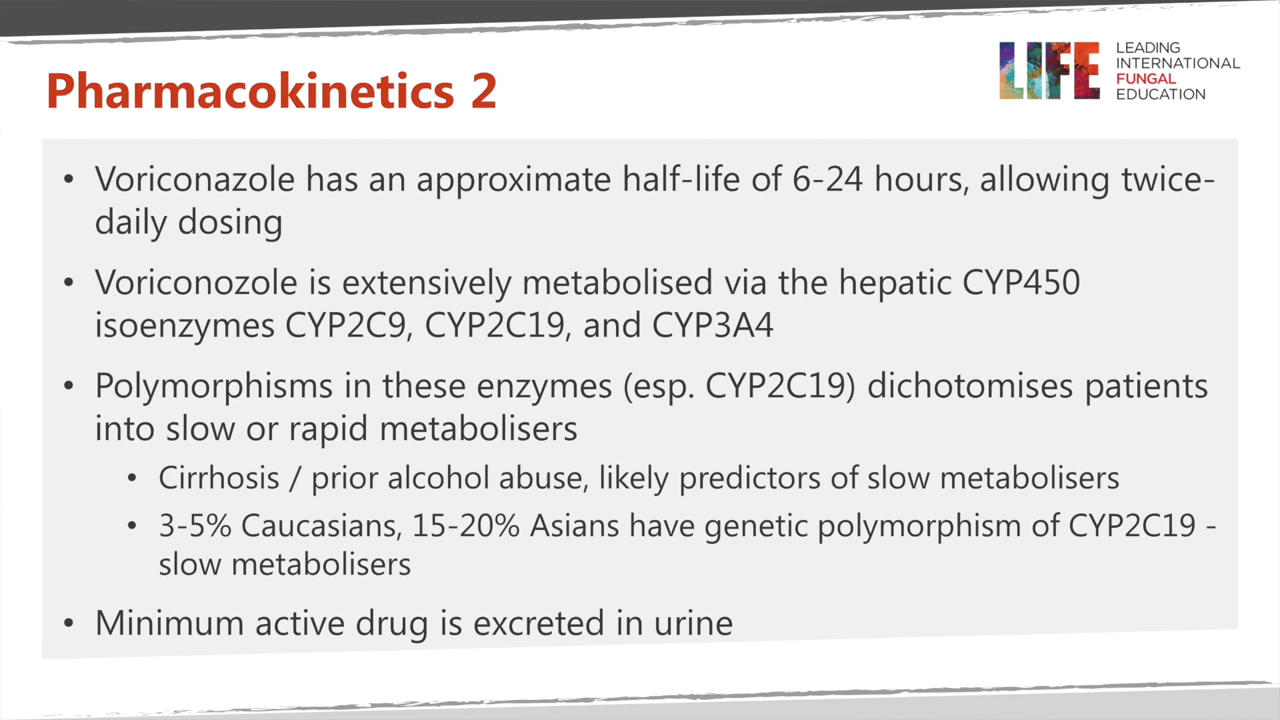 Pharmacokinetics 2
LIFE
LEADING
INTERNATIONAL
FUNGAL
EDUCATION
• Voriconazole has an approximate half-life of 6-24 hours, allowing twice-
daily dosing
• Voriconozole is extensively metabolised via the hepatic CYP450
isoenzymes CYP2C9, CYP2C19, and CYP3A4
• Polymorphisms in these enzymes (esp. CYP2C19) dichotomises patients
into slow or rapid metabolisers
• Cirrhosis / prior alcohol abuse, likely predictors of slow metabolisers
• 3-5% Caucasians, 15-20% Asians have genetic polymorphism of CYP2C19 -
slow metabolisers
• Minimum active drug is excreted in urine